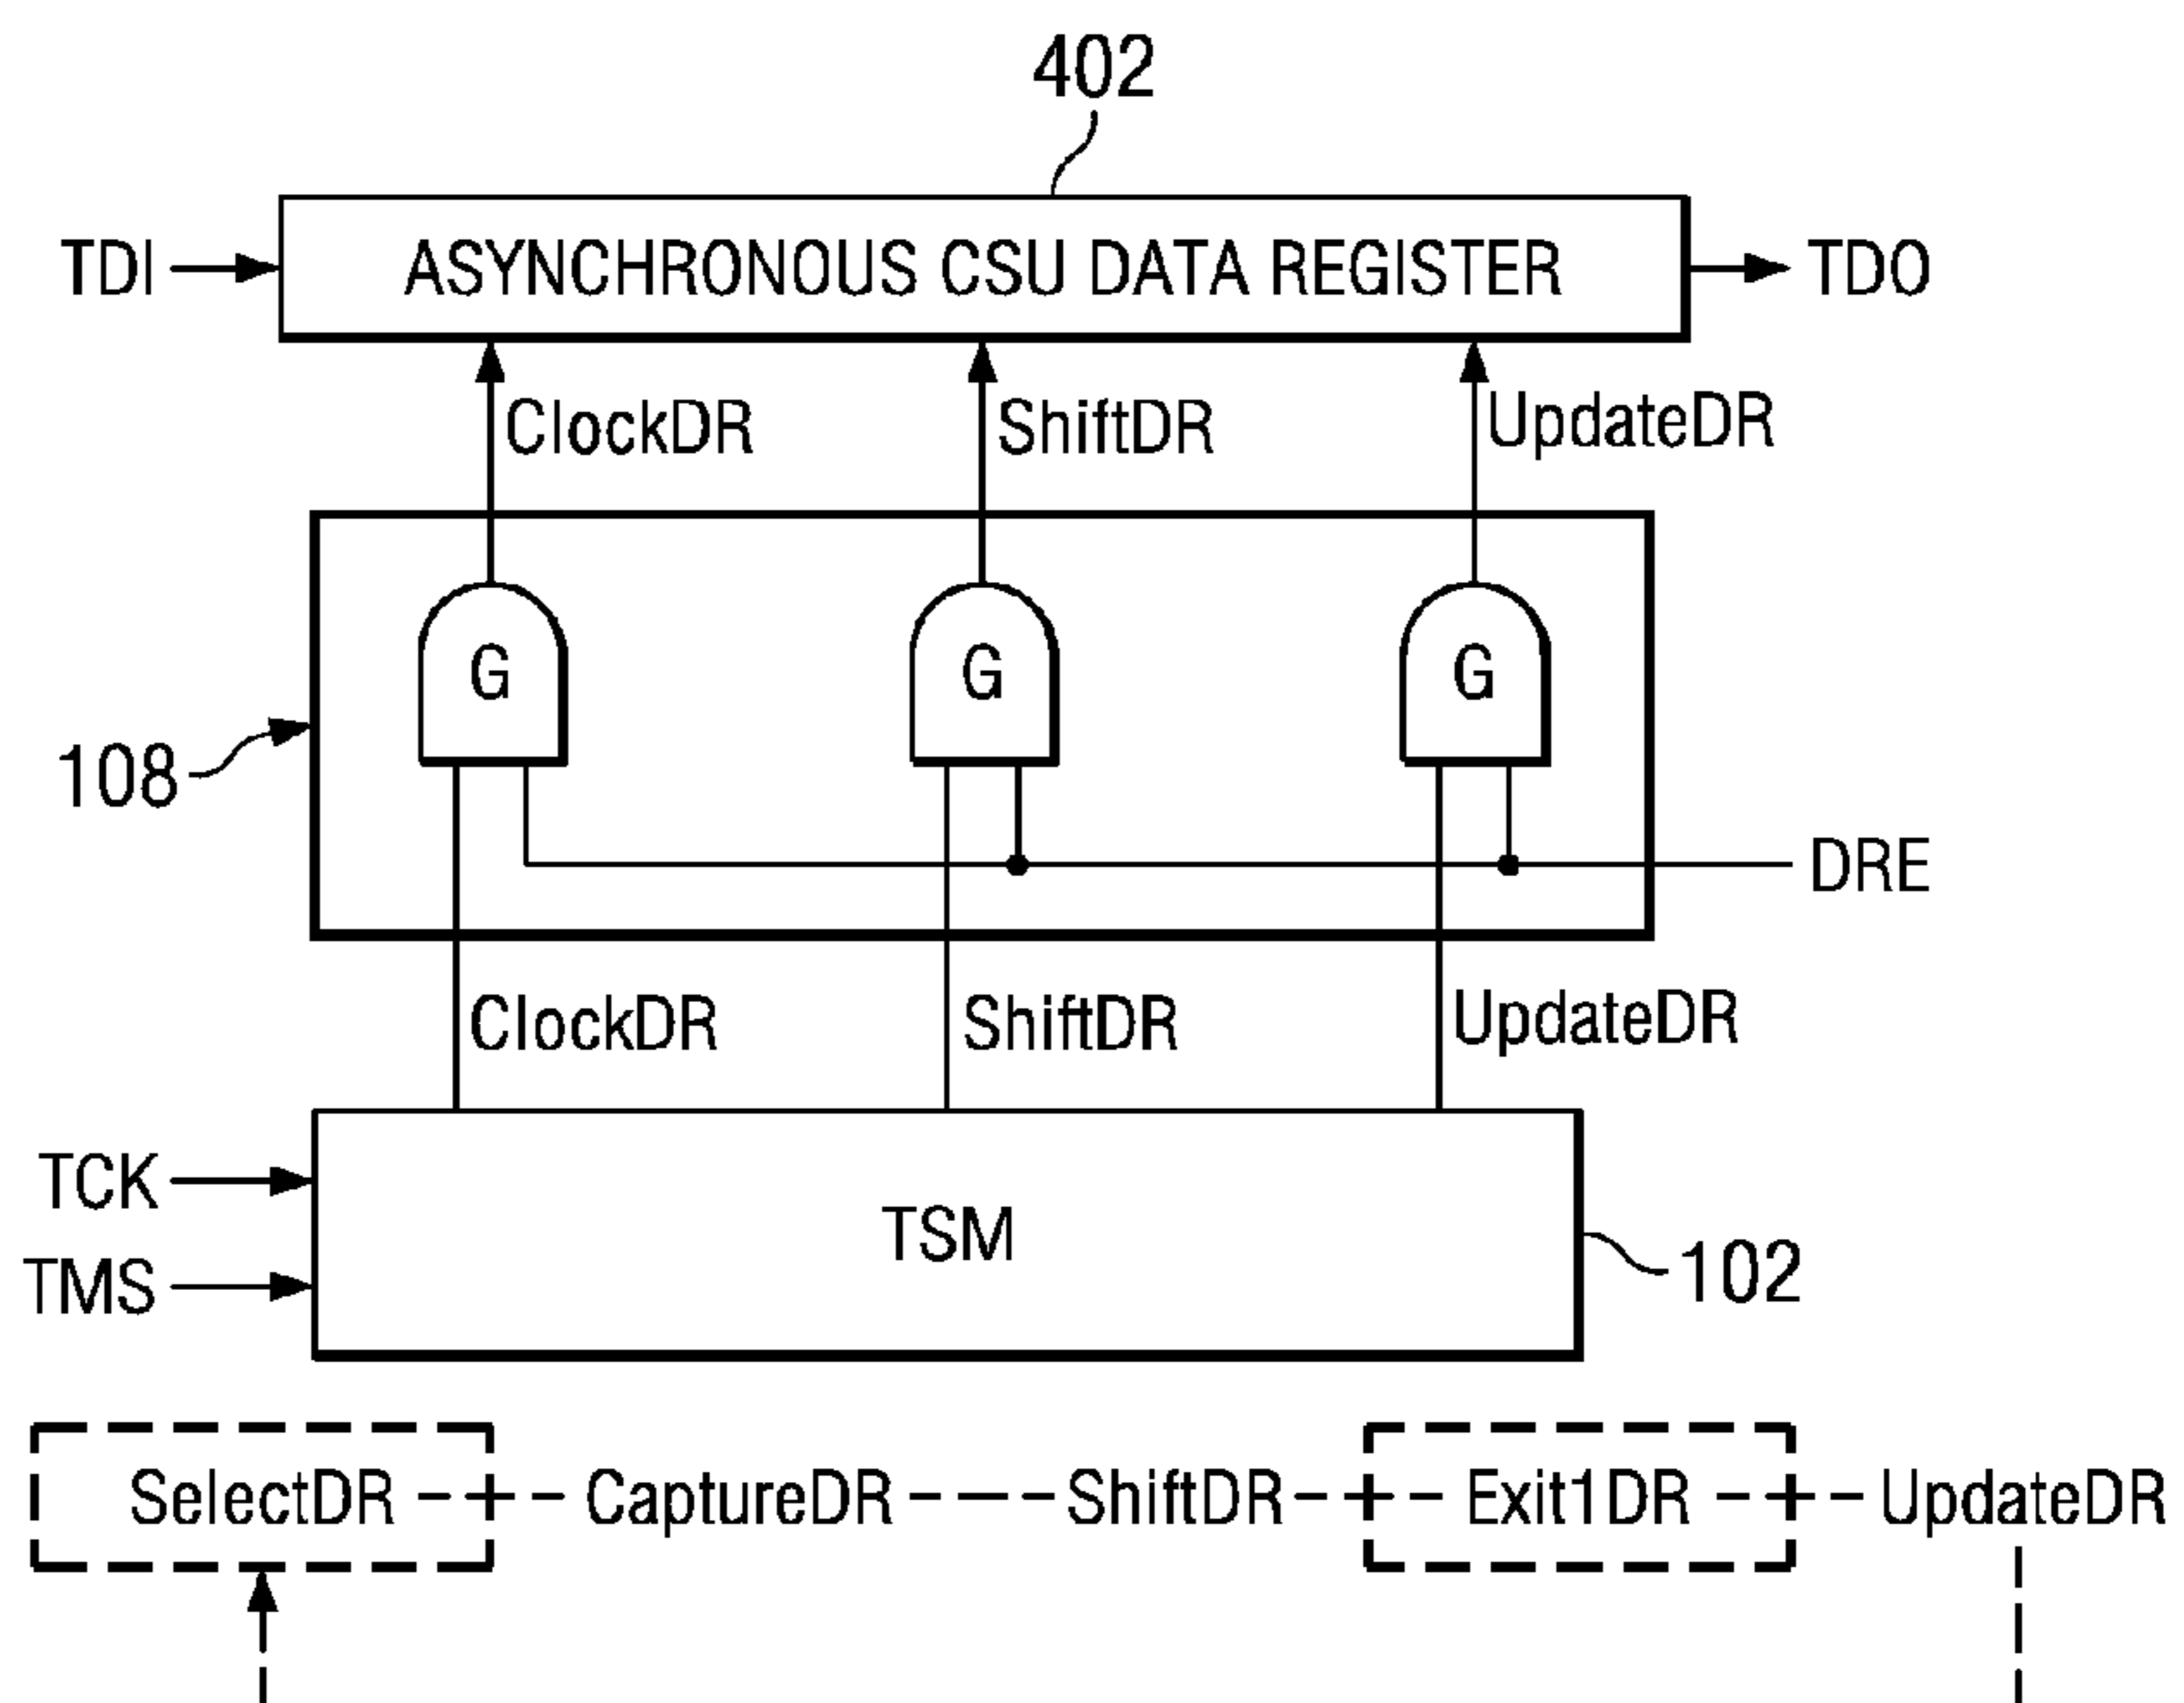 402
TDI
ASYNCHRONOUS CSU DATA REGISTER
TDO
ClockDR
ShiftDR
UpdateDR
G
G
G
108
DRE
ClockDR
ShiftDR
UpdateDR
TCK
TSM
TMS
102
SelectDR
CaptureDR
ShiftDR
Exit1DR
UpdateDR